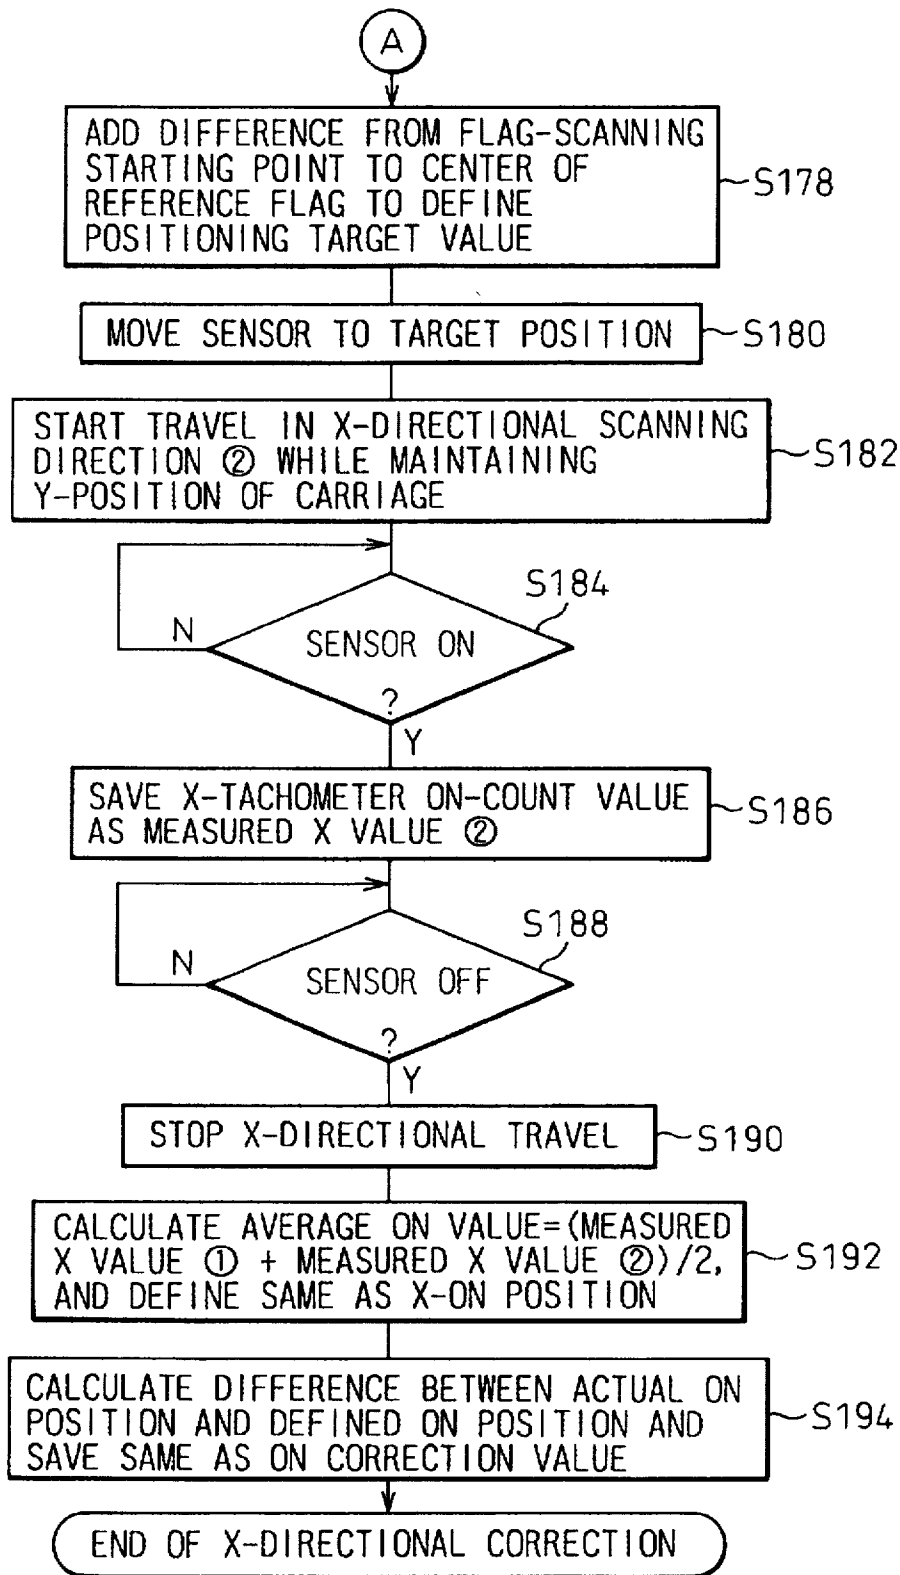 A
ADD DIFFERENCE FROM FLAG-SCANNING
STARTING POINT TO CENTER OF
REFERENCE FLAG TO DEFINE
POSITIONING TARGET VALUE
S178
MOVE SENSOR TO TARGET POSITION
S180
START TRAVEL IN X-DIRECTIONAL SCANNING
DIRECTION ② WHILE MAINTAINING
Y-POSITION OF CARRIAGE
S182
S184
N
SENSOR ON
?
Y
SAVE X-TACHOMETER ON-COUNT VALUE
AS MEASURED X VALUE ②
S186
S188
N
SENSOR OFF
?
Y
STOP X-DIRECTIONAL TRAVEL
S190
CALCULATE AVERAGE ON VALUE=(MEASURED
X VALUE ① + MEASURED X VALUE ②)/2,
AND DEFINE SAME AS X-ON POSITION
S192
CALCULATE DIFFERENCE BETWEEN ACTUAL ON
POSITION AND DEFINED ON POSITION AND
SAVE SAME AS ON CORRECTION VALUE
S194
END OF X-DIRECTIONAL CORRECTION